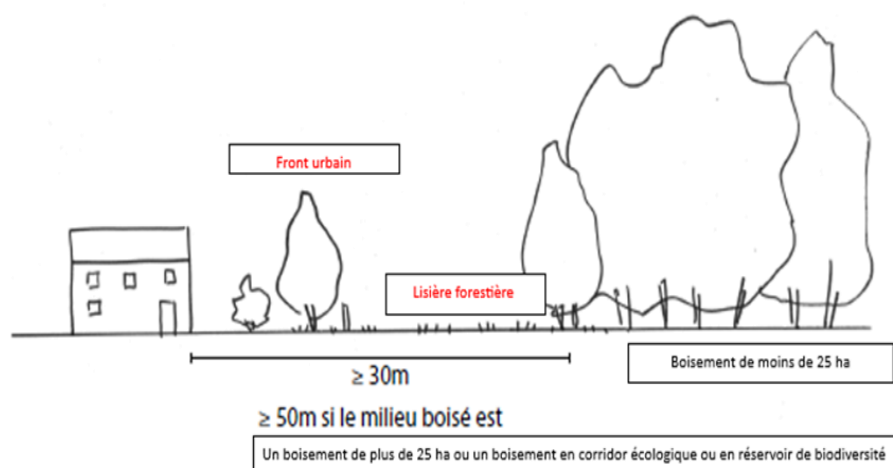 Front urbain
Lisière forestière
Boisement de moins de 25 ha
≥ 30m
≥ 50m si le milieu boisé est
Un boisement de plus de 25 ha ou un boisement en corridor écologique ou en réservoir de biodiversité